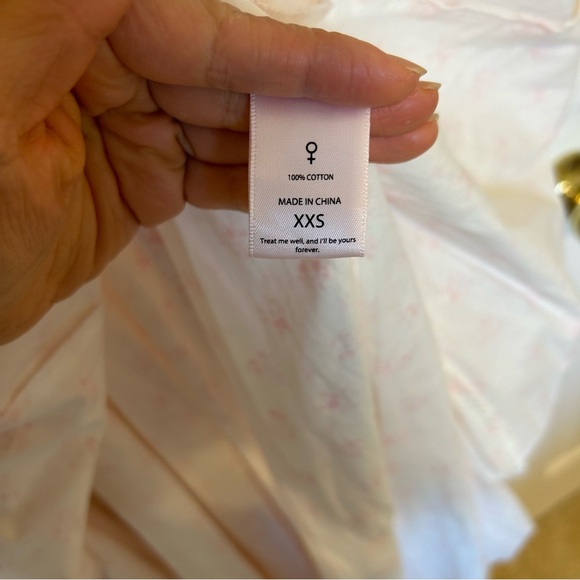 ♀
100% COTTON
MADE IN CHINA
XXS
Treat me well, and I'll be yours
forever.